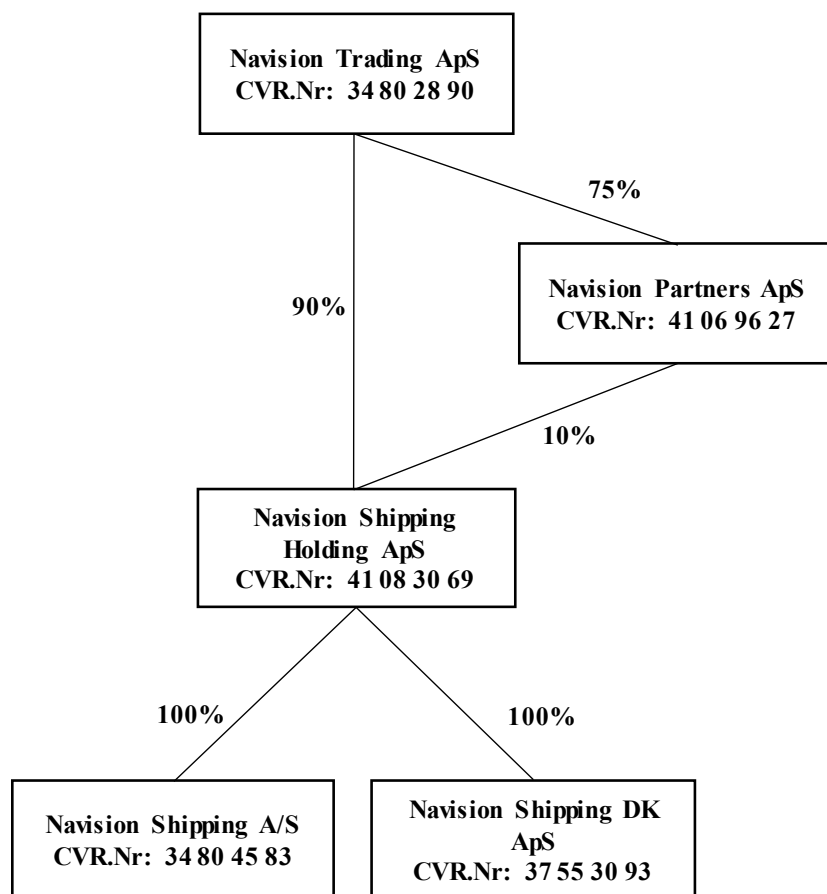 Navision Trading ApS
CVR.Nr: 34 80 28 90
75%
Navision Partners ApS
CVR.Nr: 41 06 96 27
90%
10%
Navision Shipping
Holding ApS
CVR.Nr: 41 08 30 69
100%
100%
Navision Shipping A/S
CVR.Nr: 34 80 45 83
Navision Shipping DK
ApS
CVR.Nr: 37 55 30 93